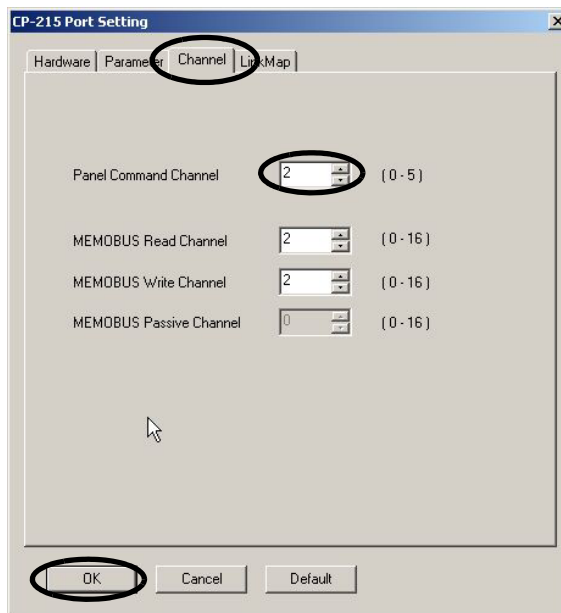 CP-215 Port Setting
Hardware Parameter Channel LinkMap
Panel Command Channel 2 (0-5)
MEMOBUS Read Channel 2 (0-16)
MEMOBUS Write Channel 2 (0-16)
MEMOBUS Passive Channel 0 (0-16)
OK Cancel Default